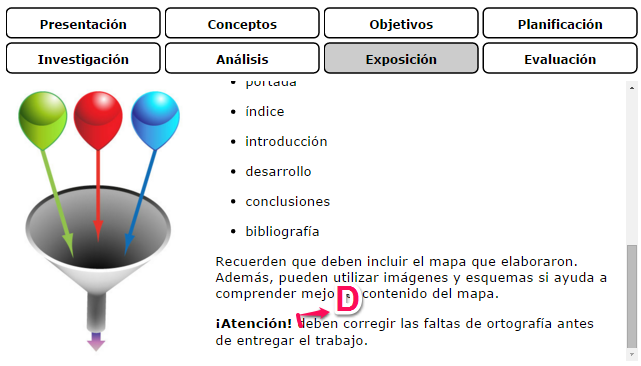 Presentación Conceptos Objetivos Planificación
Investigación Análisis Exposición Evaluación
• portada
• índice
• introducción
• desarrollo
• conclusiones
• bibliografía
Recuerden que deben incluir el mapa que elaboraron.
Además, pueden utilizar imágenes y esquemas si ayuda a
comprender contenido del mapa.
D
¡Atención! deben corregir las faltas de ortografía antes
de entregar el trabajo.